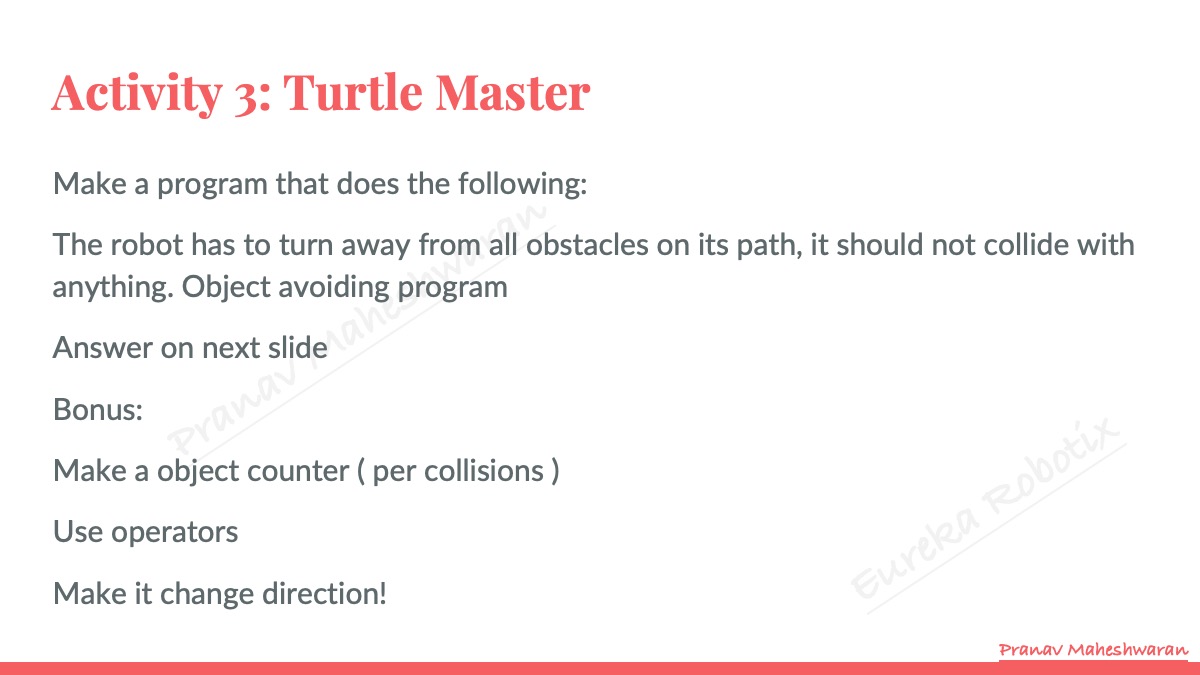 Activity 3: Turtle Master
Make a program that does the following:
The robot has to turn away from all obstacles on its path, it should not collide with
anything. Object avoiding program
Answer on next slide
Bonus:
Make a object counter ( per collisions )
Use operators
Make it change direction!
Pranav Maheshwaran
Eureka Robotix
Pranav Maheshwaran